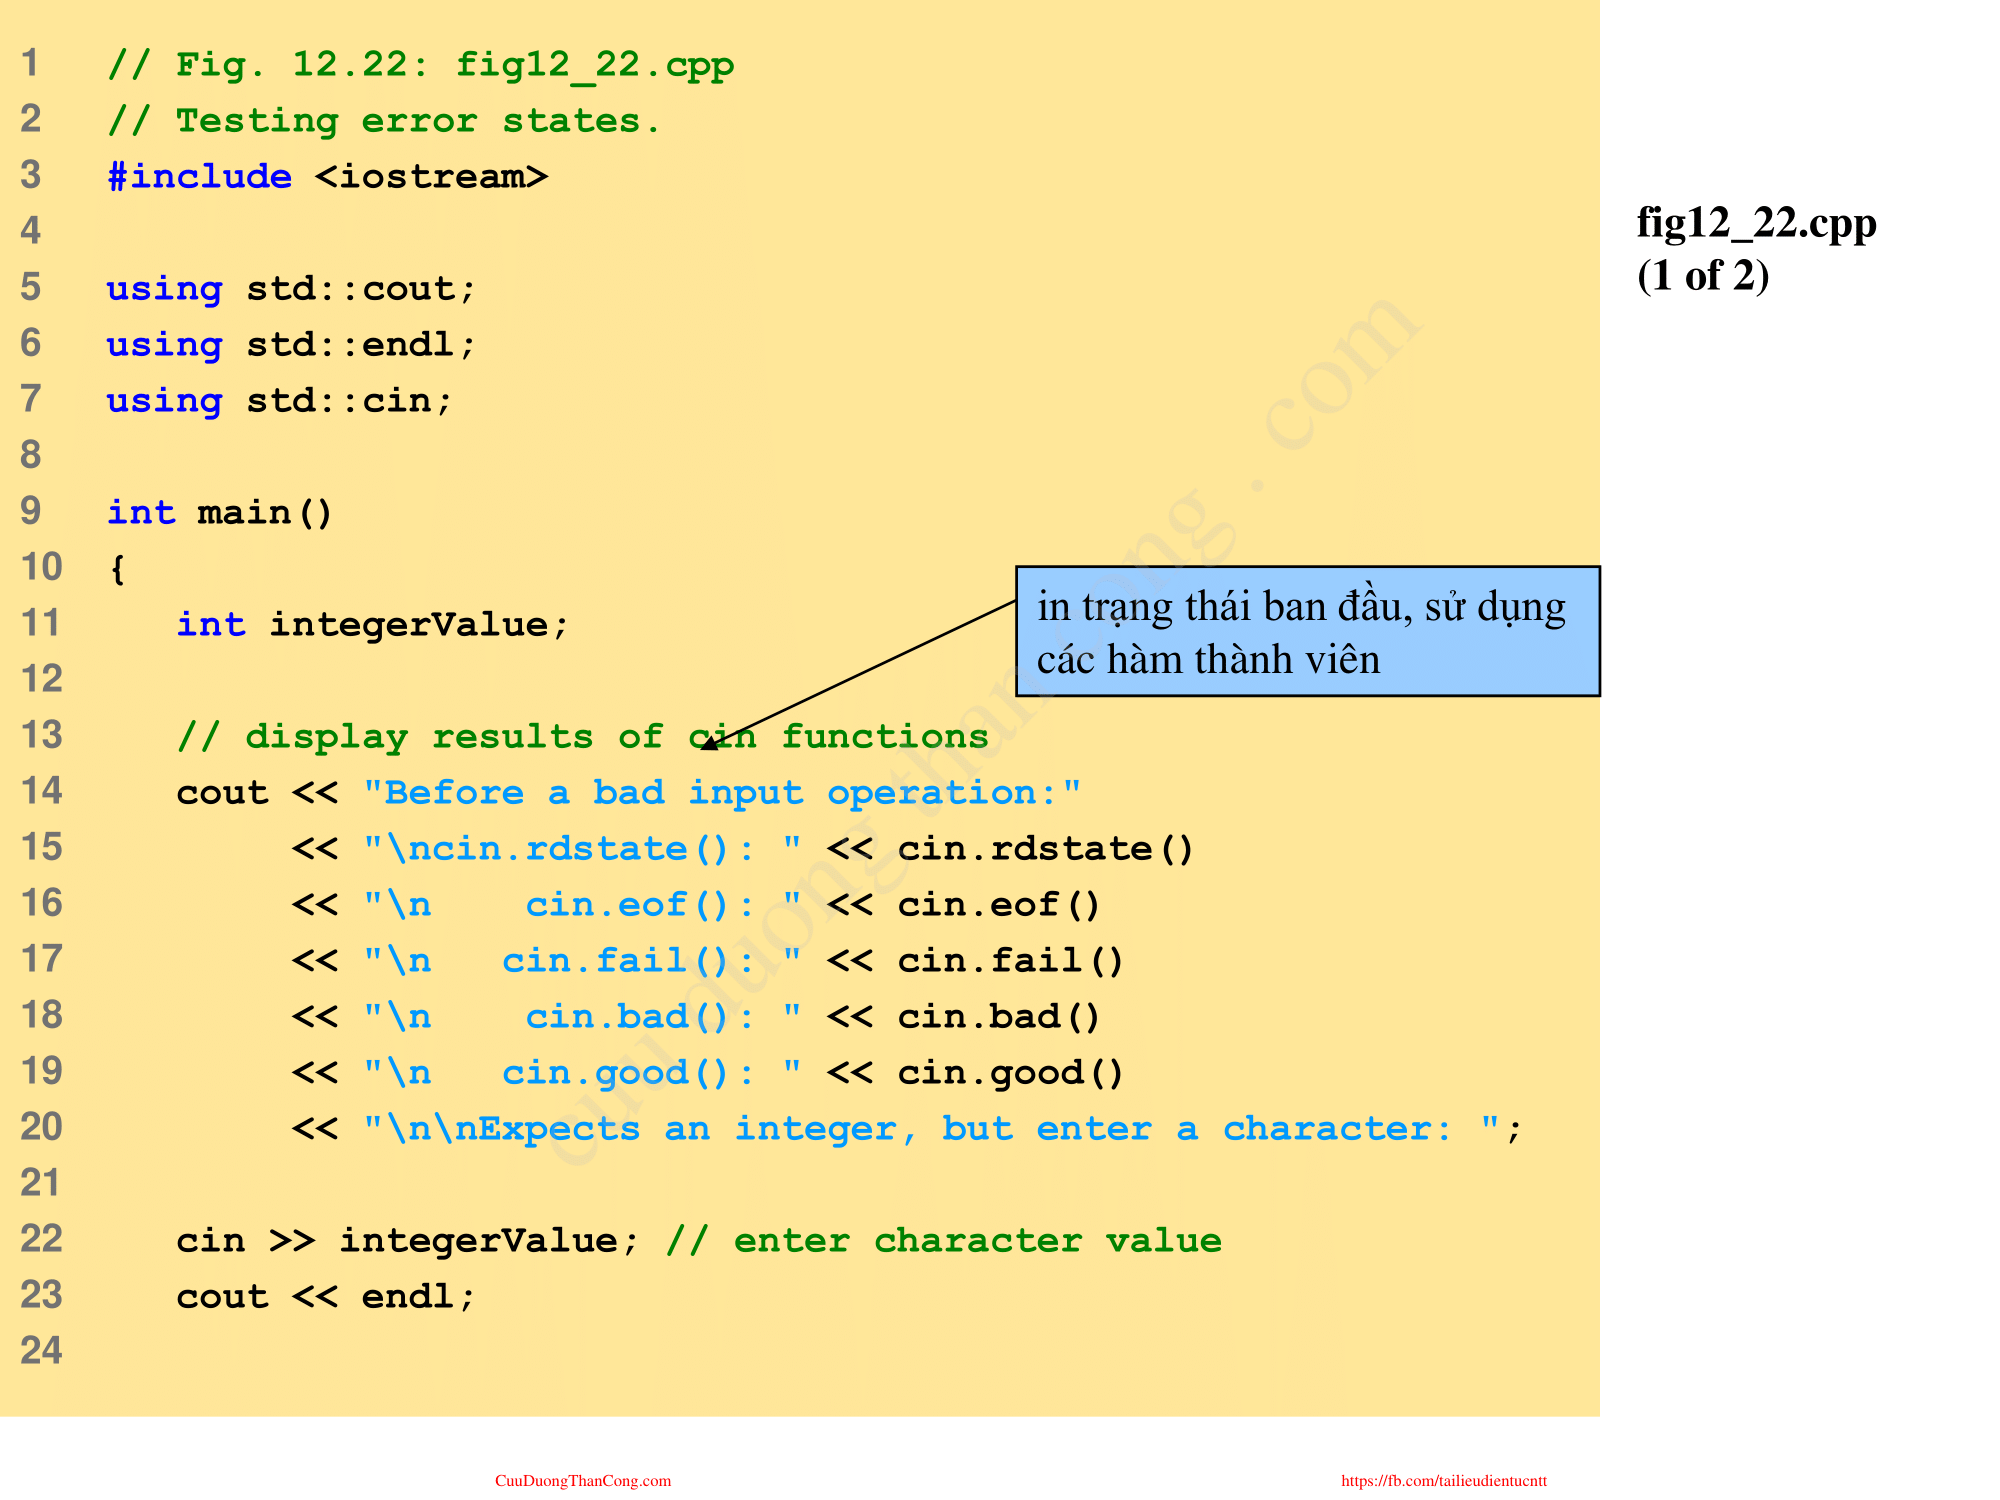 1 // Fig. 12.22: fig12_22.cpp
2 // Testing error states.
3 #include <iostream>
4
5 using std::cout;
6 using std::endl;
7 using std::cin;
8
9 int main()
10 {
11    int integerValue;
12
13    // display results of cin functions
14    cout << "Before a bad input operation:"
15         << "\ncin.rdstate(): " << cin.rdstate()
16         << "\n    cin.eof(): " << cin.eof()
17         << "\n   cin.fail(): " << cin.fail()
18         << "\n    cin.bad(): " << cin.bad()
19         << "\n   cin.good(): " << cin.good()
20         << "\n\nExpects an integer, but enter a character: ";
21
22    cin >> integerValue; // enter character value
23    cout << endl;
24
in trạng thái ban đầu, sử dụng
các hàm thành viên
fig12_22.cpp
(1 of 2)
cuu duong than cong . com
CuuDuongThanCong.com
https://fb.com/tailieudientucntt